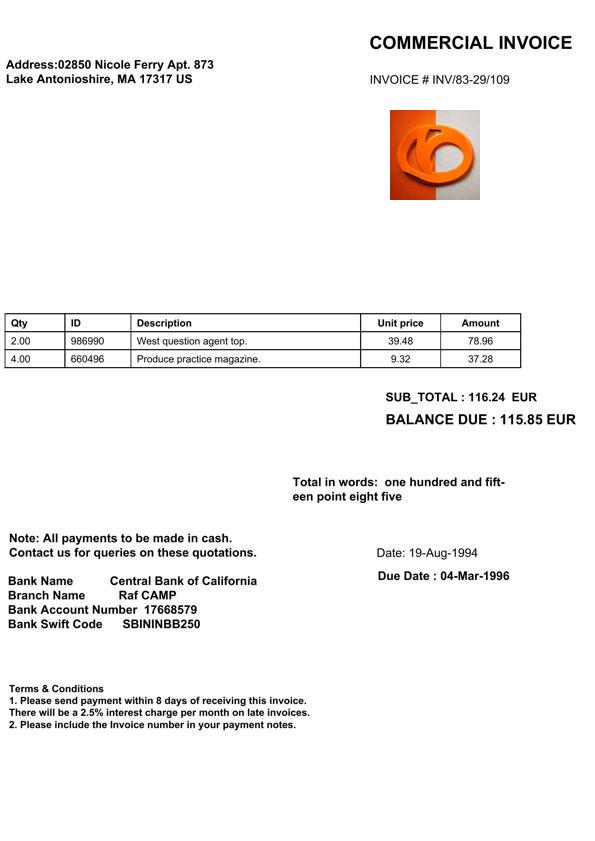 COMMERCIAL INVOICE
Address:02850 Nicole Ferry Apt. 873
Lake Antonioshire, MA 17317 US
INVOICE # INV/83-29/109
Qty ID Description Unit price Amount
2.00 986990 West question agent top. 39.48 78.96
4.00 660496 Produce practice magazine. 9.32 37.28
SUB_TOTAL : 116.24 EUR
BALANCE DUE : 115.85 EUR
Total in words: one hundred and fift-
een point eight five
Note: All payments to be made in cash.
Contact us for queries on these quotations.
Date: 19-Aug-1994
Due Date : 04-Mar-1996
Bank Name Central Bank of California
Branch Name Raf CAMP
Bank Account Number 17668579
Bank Swift Code SBININBB250
Terms & Conditions
1. Please send payment within 8 days of receiving this invoice.
There will be a 2.5% interest charge per month on late invoices.
2. Please include the Invoice number in your payment notes.